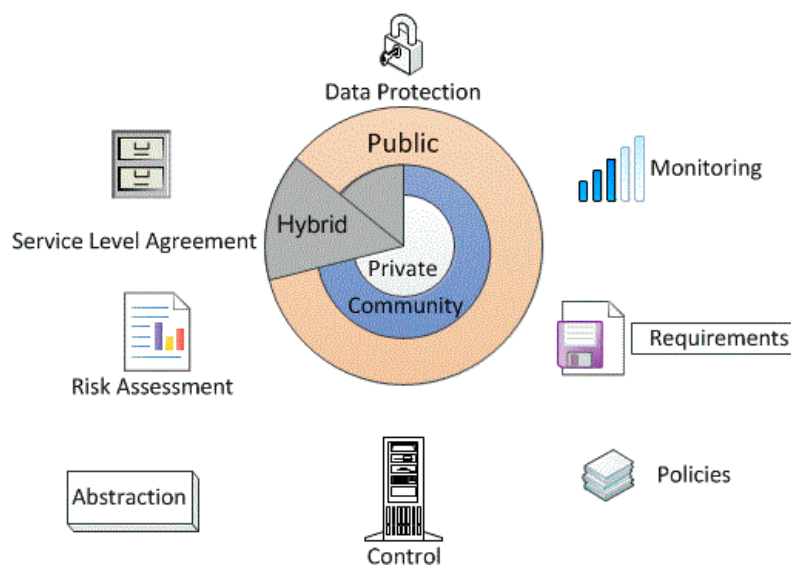 Data Protection
Public
Monitoring
Hybrid
Service Level Agreement
Private
Community
Requirements
Risk Assessment
Abstraction
Policies
Control